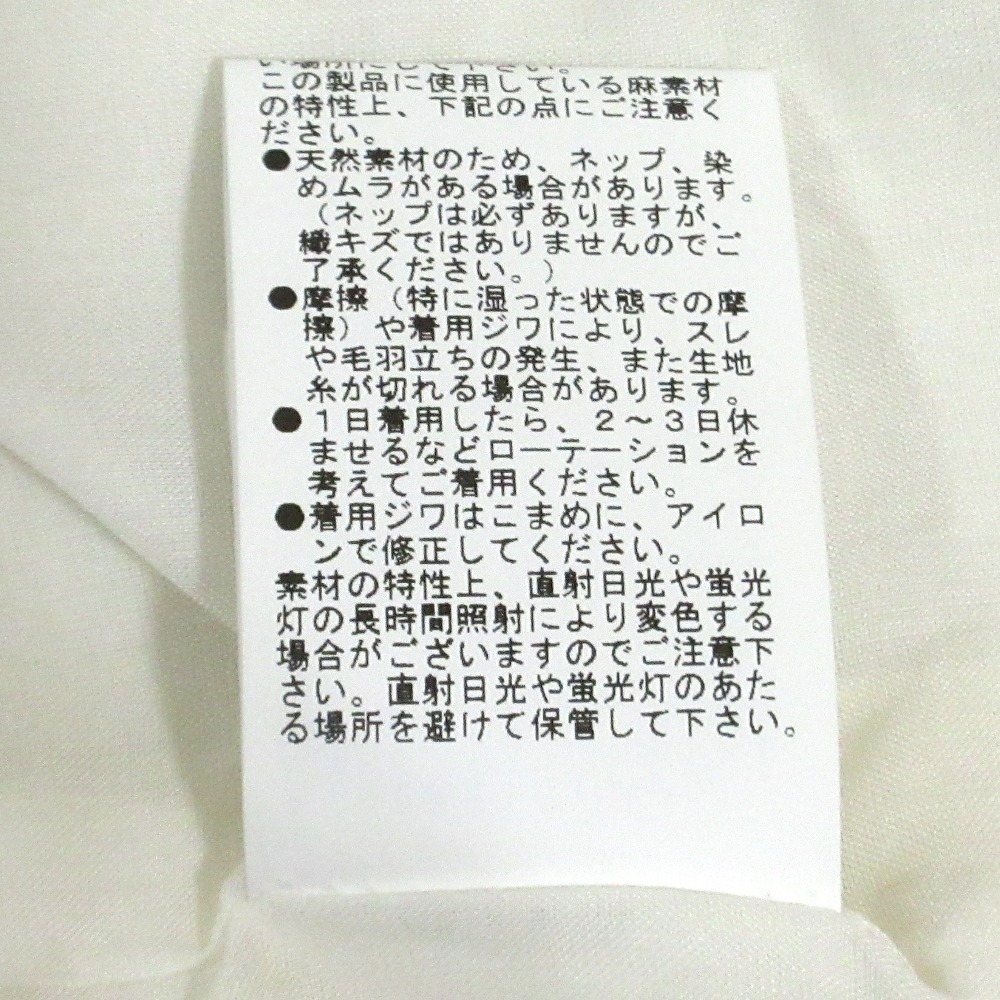 い場所にして下さい。
この製品に使用している麻素材
の特性上、下記の点にご注意く
ださい。
●天然素材のため、ネップ、染
めムラがある場合があります。
（ネップは必ずありますが、
織キズではありませんのでご
了承ください。）
●摩擦（特に湿った状態での摩
擦）や着用ジワにより、スレ
や毛羽立ちの発生、また生地
糸が切れる場合があります。
●１日着用したら、２～３日休
ませるなどローテーションを
考えてご着用ください。
●着用ジワはこまめに、アイロ
ンで修正してください。
素材の特性上、直射日光や蛍光
灯の長時間照射により変色する
場合がございますのでご注意下
さい。直射日光や蛍光灯のあた
る場所を避けて保管して下さい。